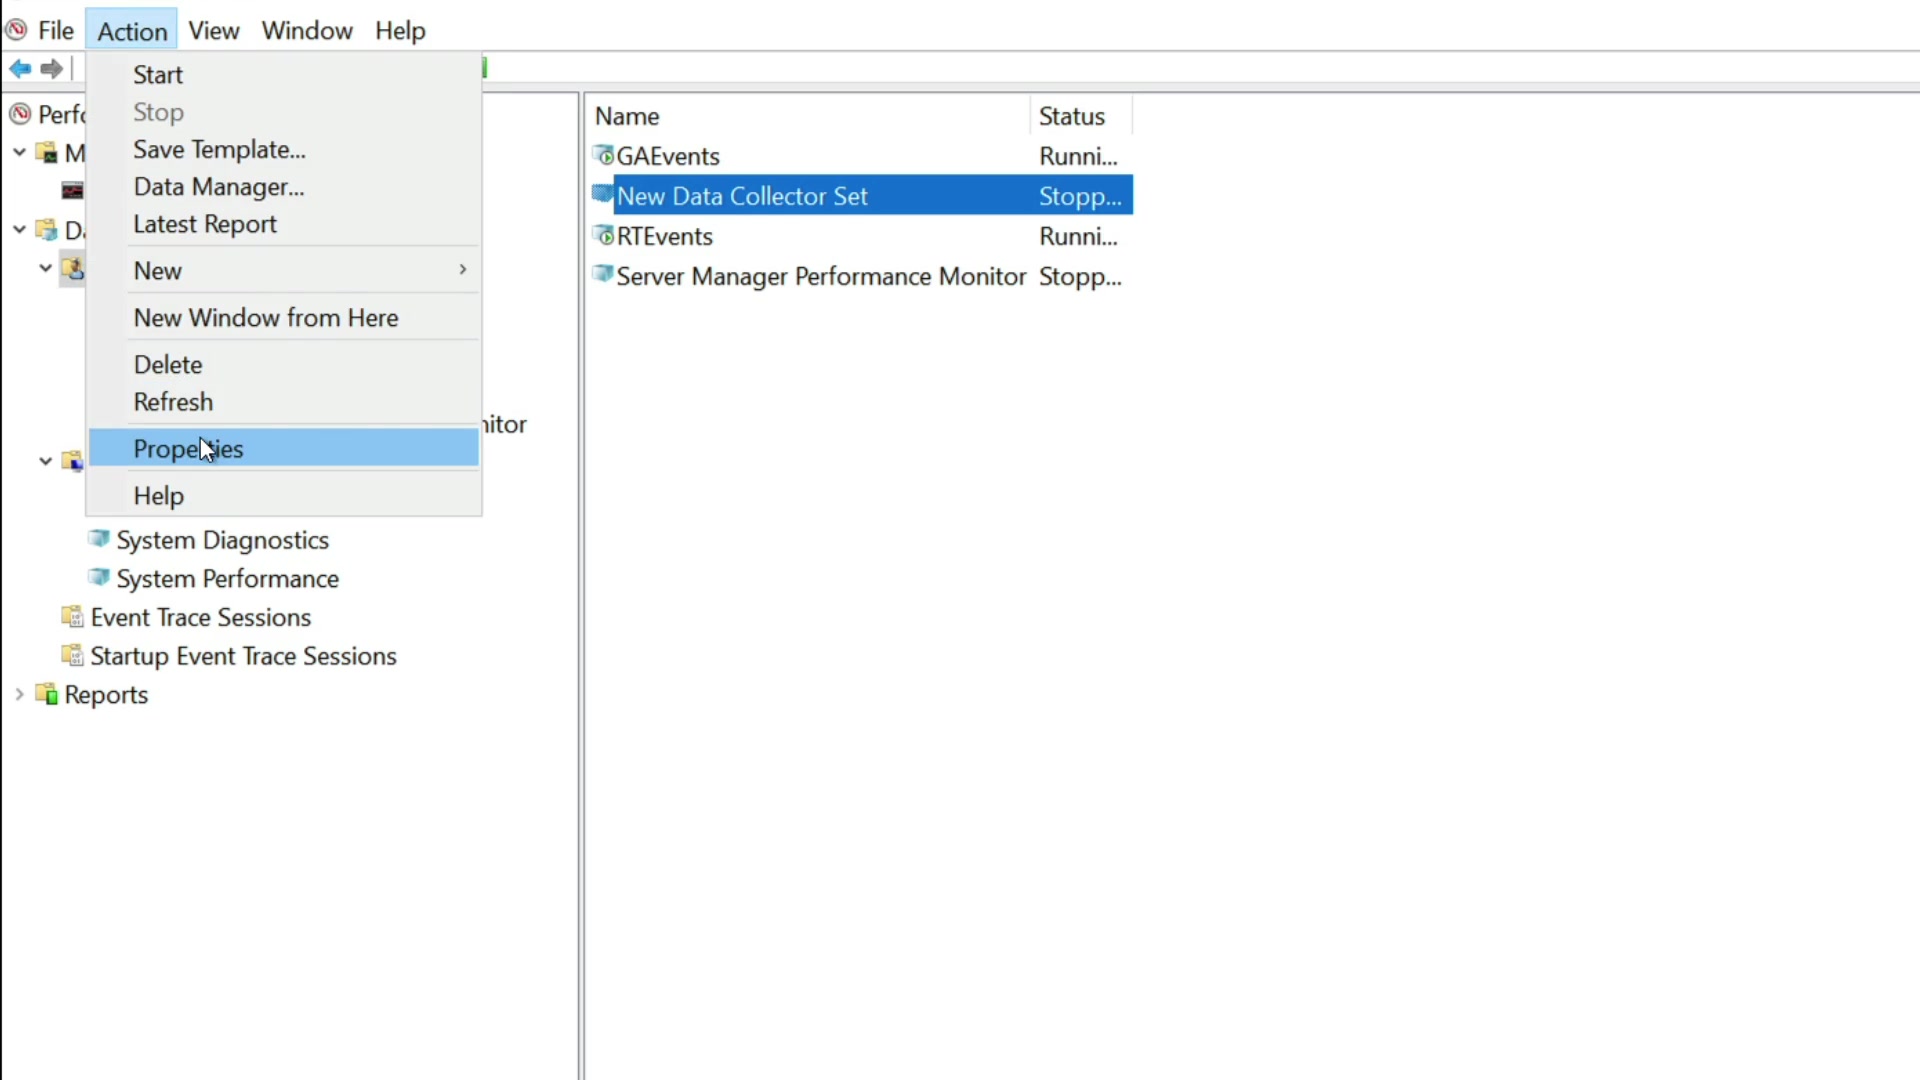 File Action View Window Help
Start
Stop
Save Template...
Data Manager...
Latest Report
New
New Window from Here
Delete
Refresh
Properties
Help
Perfo
M
Da
itor
System Diagnostics
System Performance
Event Trace Sessions
Startup Event Trace Sessions
Reports
Name Status
GAEvents Runni...
New Data Collector Set Stopp...
RTEvents Runni...
Server Manager Performance Monitor Stopp...